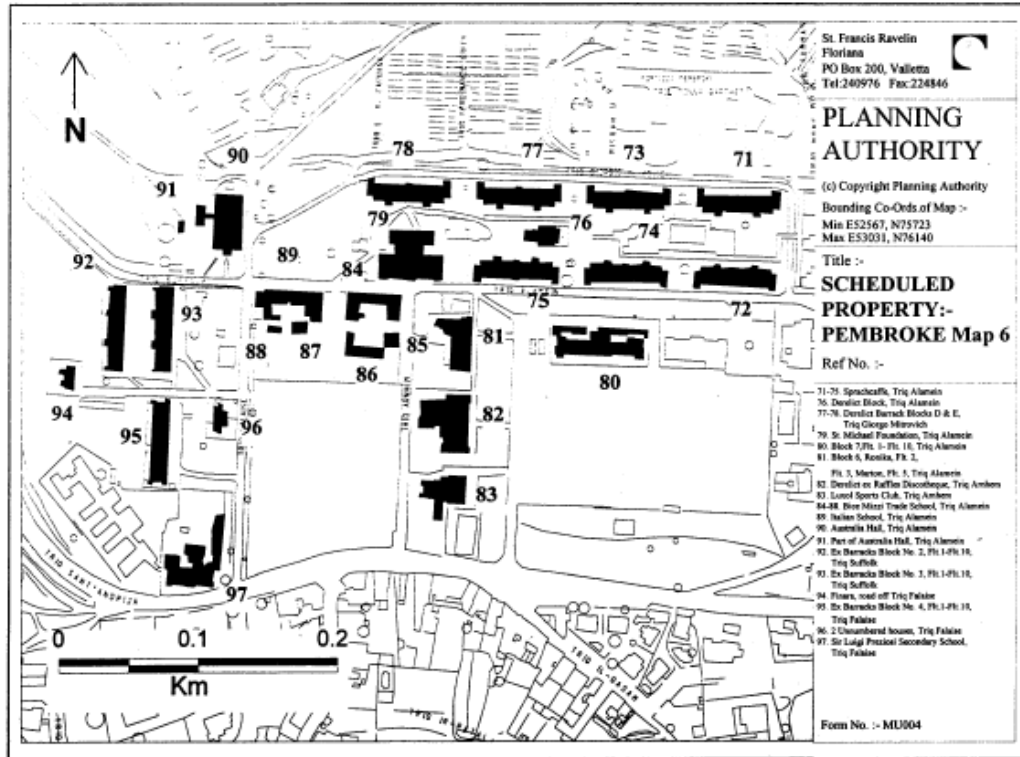 St. Francis Ravelin
Floriana
PO Box 200, Valletta
Tel:240976 Fax:224846
PLANNING
AUTHORITY
(c) Copyright Planning Authority
Bounding Co-Ords of Map :-
Min E52567, N75723
Max E53031, N76140
Title :-
SCHEDULED
PROPERTY:-
PEMBROKE Map 6
Ref No. :-
71-75. Sprachcaffe, Triq Alamein
76. Derelict Block, Triq Alamein
77-78. Derelict Barrack Blocks D & E,
Triq Giorgo Mitrovich
79. St. Michael Foundation, Triq Alamein
80. Block 7,Flt. 1- Flt. 10, Triq Alamein
81. Block 6, Ronika, Flt. 2,
Flt. 3, Marton, Flt. 5, Triq Alamein
82. Derelict ex Raffles Discotheque, Triq Arnhem
83. Luxol Sports Club, Triq Arnhem
84-88. Bice Mizzi Trade School, Triq Alamein
89. Italian School, Triq Alamein
90. Australia Hall, Triq Alamein
91. Part of Australia Hall, Triq Alamein
92. Ex Barracks Block No. 2, Flt.1-Flt.10,
Triq Suffolk
93. Ex Barracks Block No. 3, Flt.1-Flt.10,
Triq Suffolk
94. road off Triq Falaise
95. Ex Barracks Block No. 4, Flt.1-Flt.10,
Triq Falaise
96. 2 Unnumbered houses, Triq Falaise
97. Sir Luigi Preziosi Secondary School,
Triq Falaise
Form No. :- MU004
N
90
78
77
73
71
91
79
76
74
92
89
84
75
72
93
88
87
85
81
86
80
94
95
96
82
83
97
TRIQ SANT'ANDRIJA
TRIQ IL-QADAR
0
0.1
0.2
Km